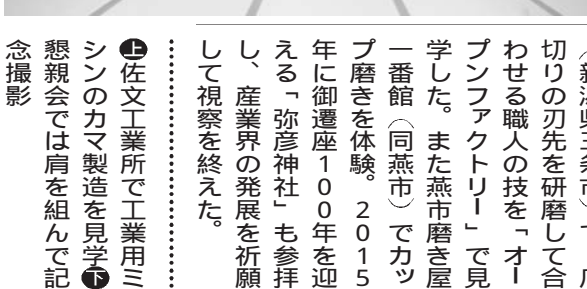 （新潟県三条市）で、
切りの刃先を研磨して合
わせる職人の技を「オー
プンファクトリー」で見
学した。また燕市磨き屋
一番館（同燕市）でカッ
プ磨きを体験。２０１５
年に御遷座１００年を迎
える「弥彦神社」も参拝
し、産業界の発展を祈願
して視察を終えた。
上佐文工業所で工業用ミ
シンのカマ製造を見学下
懇親会では肩を組んで記
念撮影